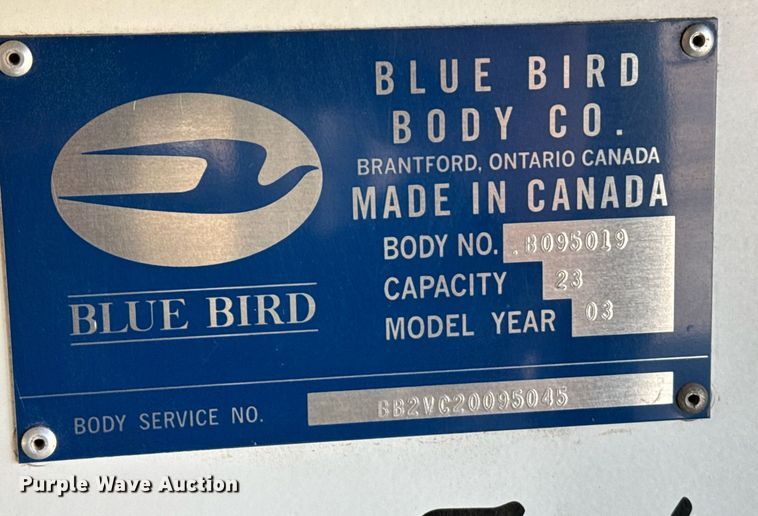 BLUE BIRD
BODY CO.
BRANTFORD, ONTARIO CANADA
MADE IN CANADA
BODY NO. .B095019
CAPACITY 23
MODEL YEAR 03
BLUE BIRD
BODY SERVICE NO. BB2VC20095045
Purple Wave Auction